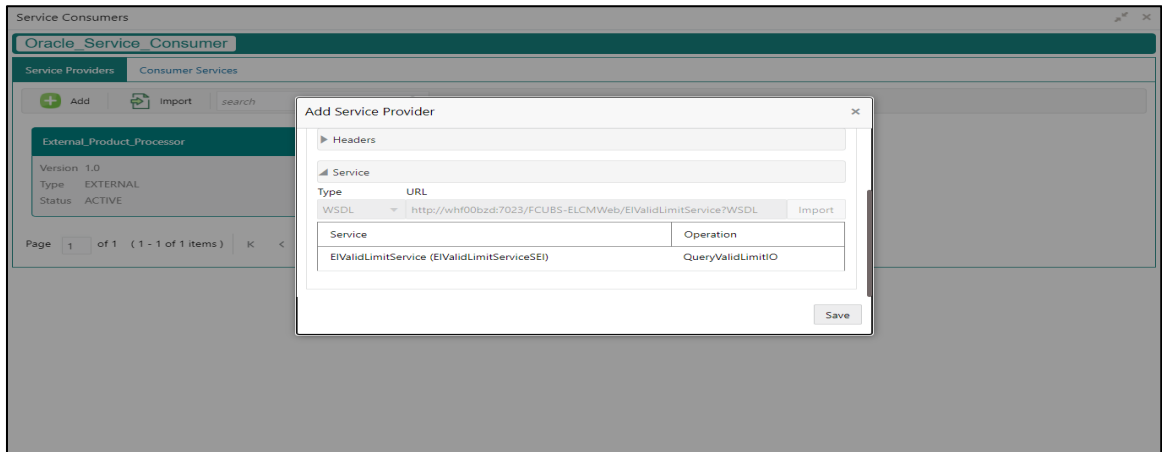 Service Consumers
Oracle_Service_Consumer
Service Providers Consumer Services
Add Import search
External_Product_Processor
Version 1.0
Type EXTERNAL
Status ACTIVE
Page 1 of 1 (1 - 1 of 1 items)
Add Service Provider
Headers
Service
Type URL
WSDL http://whf00bzd:7023/FCUBS-ELCMWeb/ElValidLimitService?WSDL Import
Service Operation
ElValidLimitService (ElValidLimitServiceSEI) QueryValidLimitIO
Save